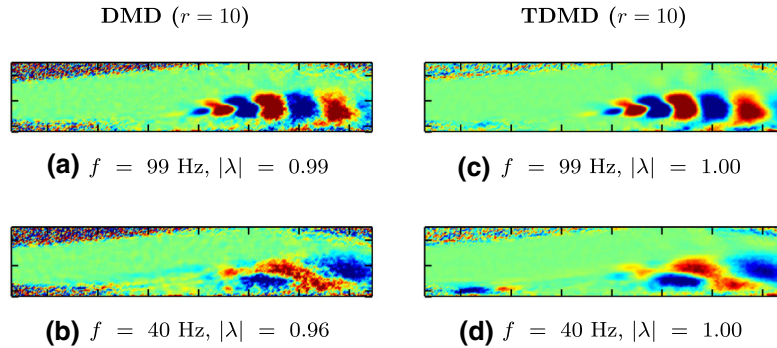 DMD (r = 10)
TDMD (r = 10)
(a) f = 99 Hz, |λ| = 0.99
(c) f = 99 Hz, |λ| = 1.00
(b) f = 40 Hz, |λ| = 0.96
(d) f = 40 Hz, |λ| = 1.00